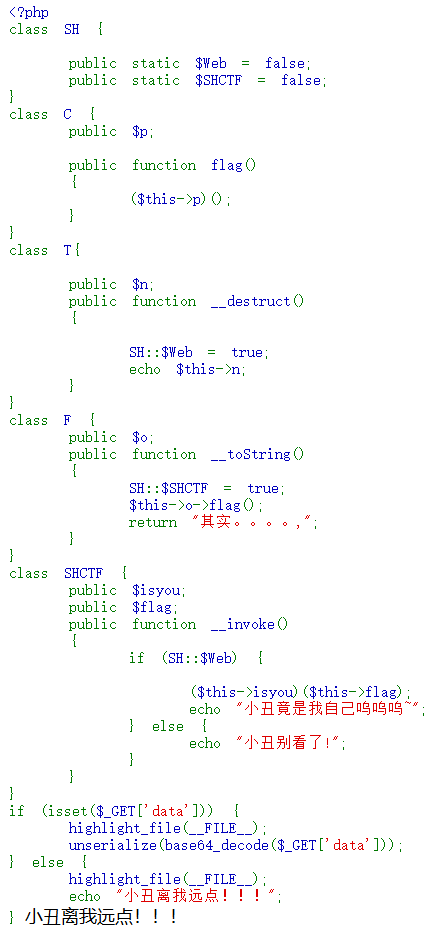 <?php
class SH {
public static $Web = false;
public static $SHCTF = false;
}
class C {
public $p;
public function flag()
{
($this->p)();
}
}
class T{
public $n;
public function __destruct()
{
SH::$Web = true;
echo $this->n;
}
}
class F {
public $o;
public function __toString()
{
SH::$SHCTF = true;
$this->o->flag();
return "其实。。。。,";
}
}
class SHCTF {
public $isyou;
public $flag;
public function __invoke()
{
if (SH::$Web) {
($this->isyou)($this->flag);
echo "小丑竟是我自己呜呜呜~";
} else {
echo "小丑别看了!";
}
}
}
if (isset($_GET['data'])) {
highlight_file(__FILE__);
unserialize(base64_decode($_GET['data']));
} else {
highlight_file(__FILE__);
echo "小丑离我远点！！！";
} 小丑离我远点！！！